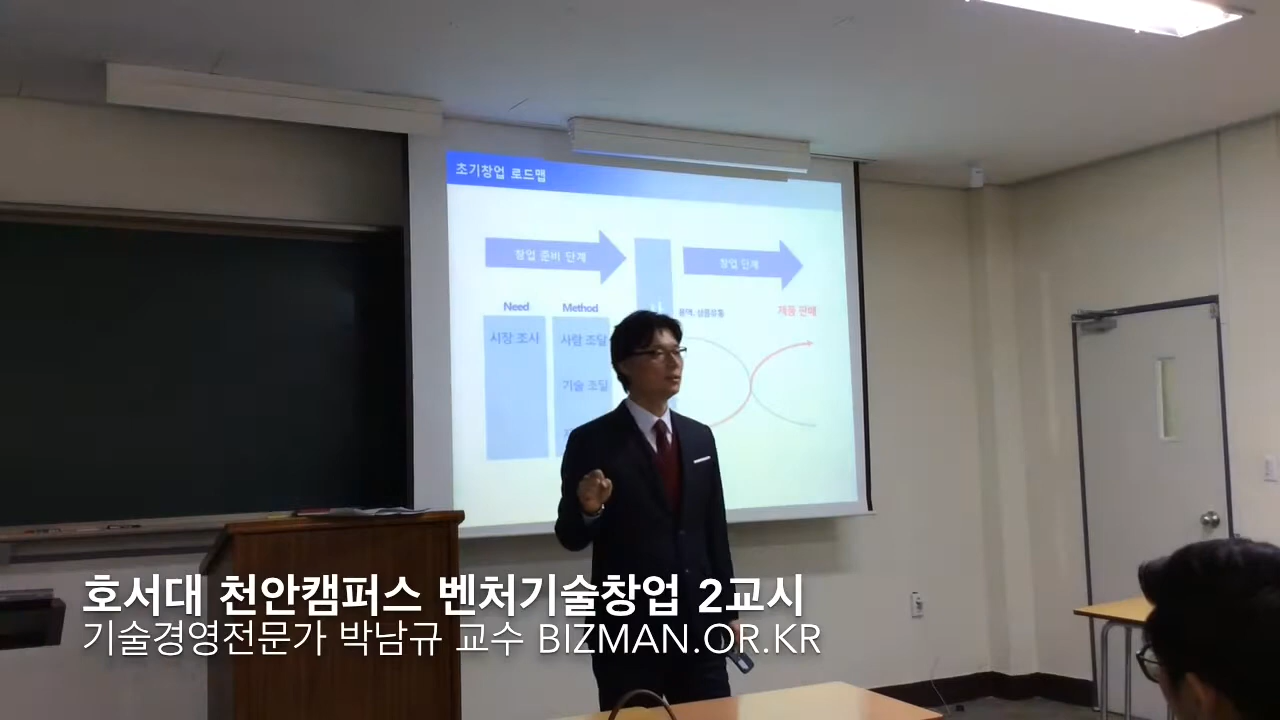 초기창업 로드맵
창업 준비 단계
창업 단계
Need
Method
제품 판매
시장 조사
사람 조달
기술 조달
호서대 천안캠퍼스 벤처기술창업 2교시
기술경영전문가 박남규 교수 BIZMAN.OR.KR